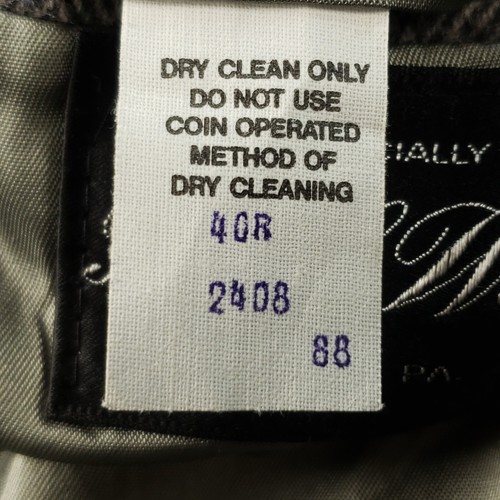 DRY CLEAN ONLY
DO NOT USE
COIN OPERATED
METHOD OF
DRY CLEANING
CIALLY
40R
W
2408
88
PA.